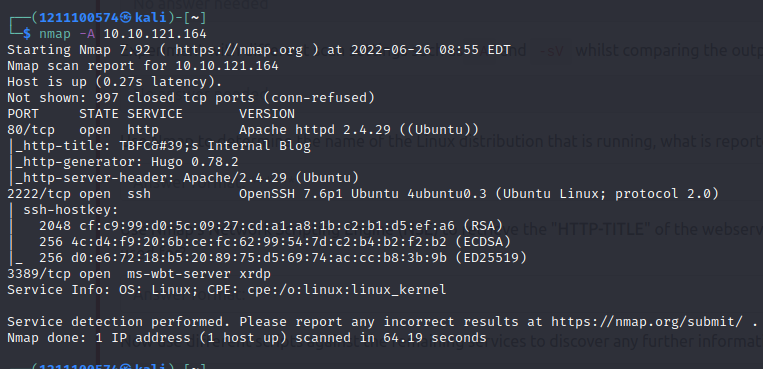 ┌──(1211100574㉿kali)-[~]
└─$ nmap -A 10.10.121.164
Starting Nmap 7.92 ( https://nmap.org ) at 2022-06-26 08:55 EDT
Nmap scan report for 10.10.121.164
Host is up (0.27s latency).
Not shown: 997 closed tcp ports (conn-refused)
PORT     STATE SERVICE       VERSION
80/tcp   open  http          Apache httpd 2.4.29 ((Ubuntu))
|_http-title: TBFC&#39;s Internal Blog
|_http-generator: Hugo 0.78.2
|_http-server-header: Apache/2.4.29 (Ubuntu)
2222/tcp open  ssh           OpenSSH 7.6p1 Ubuntu 4ubuntu0.3 (Ubuntu Linux; protocol 2.0)
| ssh-hostkey:
|   2048 cf:c9:99:d0:5c:09:27:cd:a1:a8:1b:c2:b1:d5:ef:a6 (RSA)
|   256 4c:d4:f9:20:6b:ce:fc:62:99:54:7d:c2:b4:b2:f2:b2 (ECDSA)
|_  256 d0:e6:72:18:b5:20:89:75:d5:69:74:ac:cc:b8:3b:9b (ED25519)
3389/tcp open  ms-wbt-server xrdp
Service Info: OS: Linux; CPE: cpe:/o:linux:linux_kernel
Service detection performed. Please report any incorrect results at https://nmap.org/submit/ .
Nmap done: 1 IP address (1 host up) scanned in 64.19 seconds